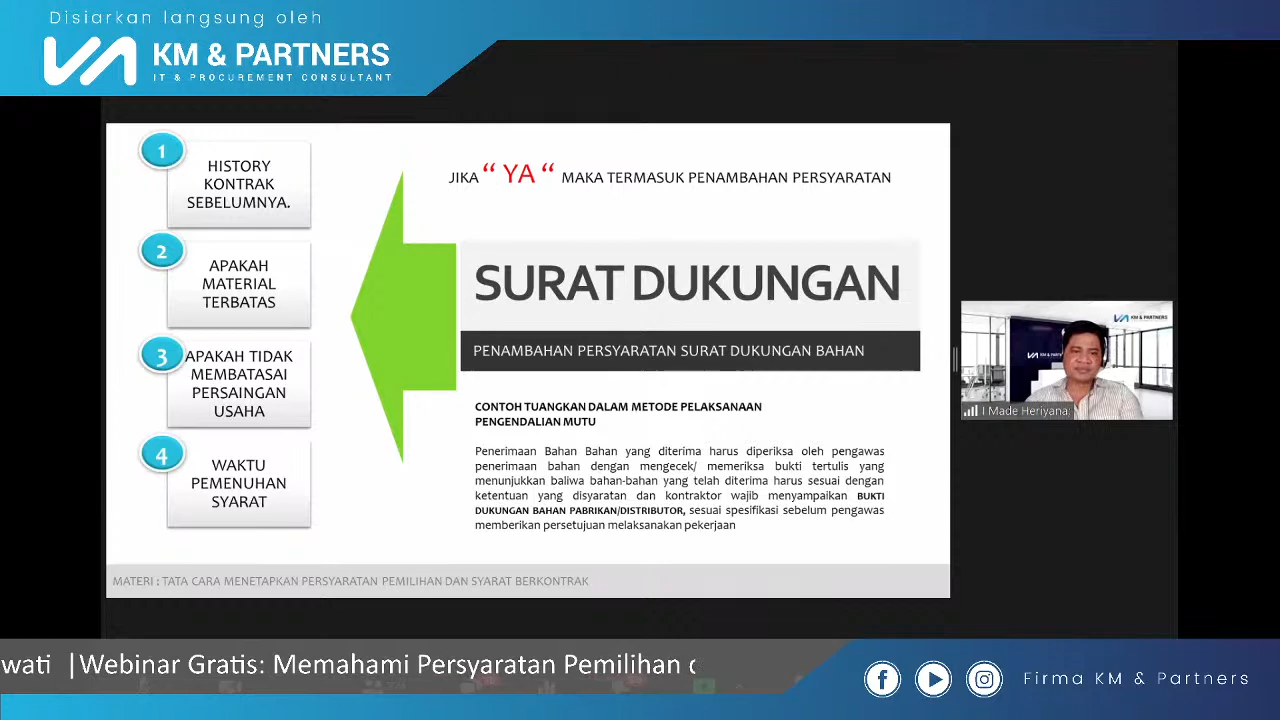 Disiarkan langsung oleh
KM & PARTNERS
IT & PROCUREMENT CONSULTANT
1
HISTORY
KONTRAK
SEBELUMNYA.
2
APAKAH
MATERIAL
TERBATAS
3
APAKAH TIDAK
MEMBATASAI
PERSAINGAN
USAHA
4
WAKTU
PEMENUHAN
SYARAT
JIKA “ YA “ MAKA TERMASUK PENAMBAHAN PERSYARATAN
SURAT DUKUNGAN
PENAMBAHAN PERSYARATAN SURAT DUKUNGAN BAHAN
CONTOH TUANGKAN DALAM METODE PELAKSANAAN
PENGENDALIAN MUTU
Penerimaan Bahan Bahan yang diterima harus diperiksa oleh pengawas
penerimaan bahan dengan mengecek/ memeriksa bukti tertulis yang
menunjukkan baliwa bahan-bahan yang telah diterima harus sesuai dengan
ketentuan yang disyaratan dan kontraktor wajib menyampaikan BUKTI
DUKUNGAN BAHAN PABRIKAN/DISTRIBUTOR, sesuai spesifikasi sebelum pengawas
memberikan persetujuan melaksanakan pekerjaan
MATERI : TATA CARA MENETAPKAN PERSYARATAN PEMILIHAN DAN SYARAT BERKONTRAK
KM & PARTNERS
I Made Heriyana
wati | Webinar Gratis: Memahami Persyaratan Pemilihan
Firma KM & Partners